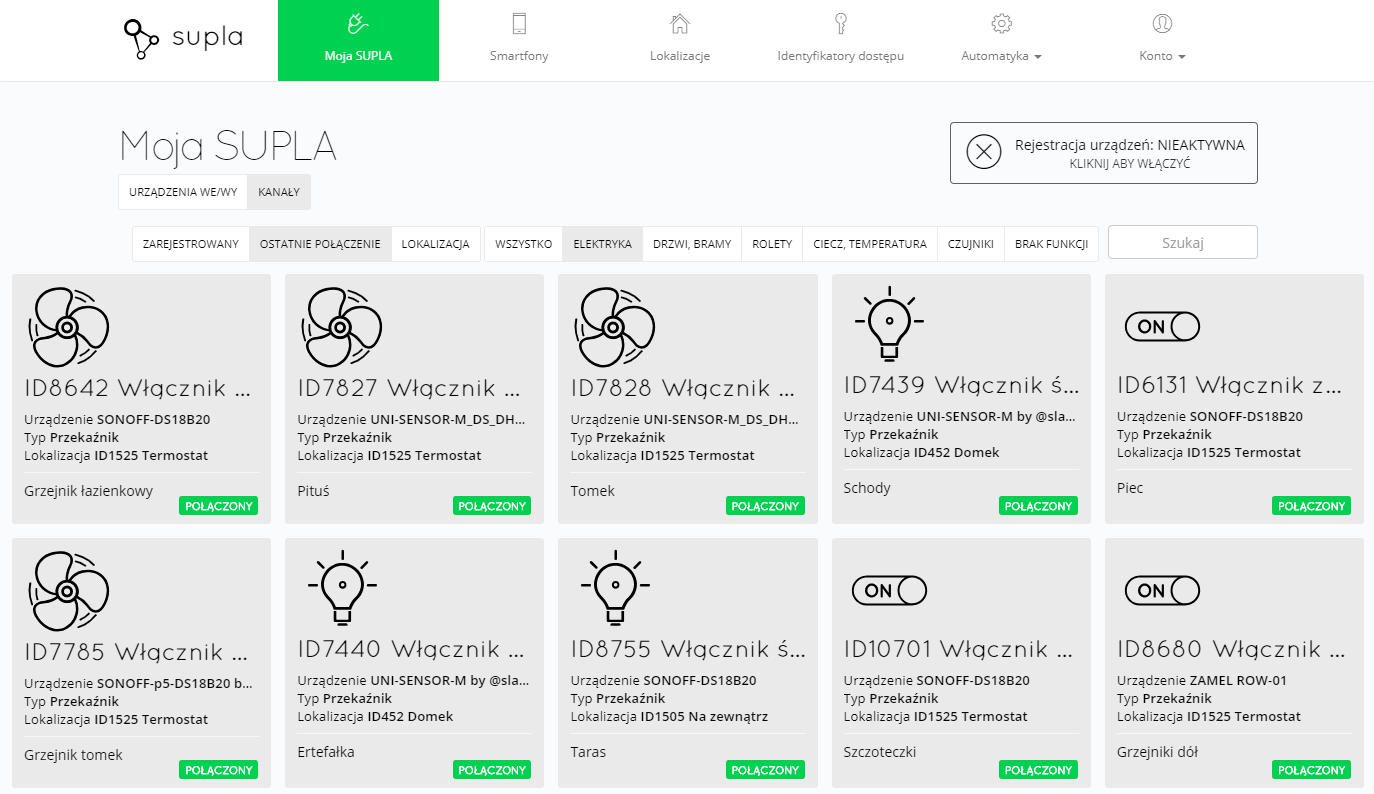 supla
Moja SUPLA
Smartfony
Lokalizacje
Identyfikatory dostępu
Automatyka
Konto
Moja SUPLA
Rejestracja urządzeń: NIEAKTYWNA
KLIKNIJ ABY WŁĄCZYĆ
URZĄDZENIA WE/WY
KANAŁY
ZAREJESTROWANY
OSTATNIE POŁĄCZENIE
LOKALIZACJA
WSZYSTKO
ELEKTRYKA
DRZWI, BRAMY
ROLETY
CIECZ, TEMPERATURA
CZUJNIKI
BRAK FUNKCJI
Szukaj
ID8642 Włącznik ...
Urządzenie SONOFF-DS18B20
Typ Przekaźnik
Lokalizacja ID1525 Termostat
Grzejnik łazienkowy
POŁĄCZONY
ID7827 Włącznik ...
Urządzenie UNI-SENSOR-M_DS_DH...
Typ Przekaźnik
Lokalizacja ID1525 Termostat
Pituś
POŁĄCZONY
ID7828 Włącznik ...
Urządzenie UNI-SENSOR-M_DS_DH...
Typ Przekaźnik
Lokalizacja ID1525 Termostat
Tomek
POŁĄCZONY
ID7439 Włącznik ś...
Urządzenie UNI-SENSOR-M by @sla...
Typ Przekaźnik
Lokalizacja ID452 Domek
Schody
POŁĄCZONY
ON
ID6131 Włącznik z...
Urządzenie SONOFF-DS18B20
Typ Przekaźnik
Lokalizacja ID1525 Termostat
Piec
POŁĄCZONY
ID7785 Włącznik ...
Urządzenie SONOFF-p5-DS18B20 b...
Typ Przekaźnik
Lokalizacja ID1525 Termostat
Grzejnik tomek
POŁĄCZONY
ID7440 Włącznik ...
Urządzenie UNI-SENSOR-M by @sla...
Typ Przekaźnik
Lokalizacja ID452 Domek
Ertefałka
POŁĄCZONY
ID8755 Włącznik ś...
Urządzenie SONOFF-DS18B20
Typ Przekaźnik
Lokalizacja ID1505 Na zewnątrz
Taras
POŁĄCZONY
ON
ID10701 Włącznik ...
Urządzenie SONOFF-DS18B20
Typ Przekaźnik
Lokalizacja ID1525 Termostat
Szczoteczki
POŁĄCZONY
ON
ID8680 Włącznik ...
Urządzenie ZAMEL ROW-01
Typ Przekaźnik
Lokalizacja ID1525 Termostat
Grzejniki dół
POŁĄCZONY